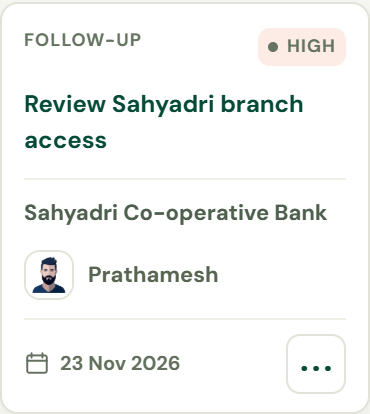 FOLLOW-UP
HIGH
Review Sahyadri branch
access
Sahyadri Co-operative Bank
Prathamesh
23 Nov 2026
...